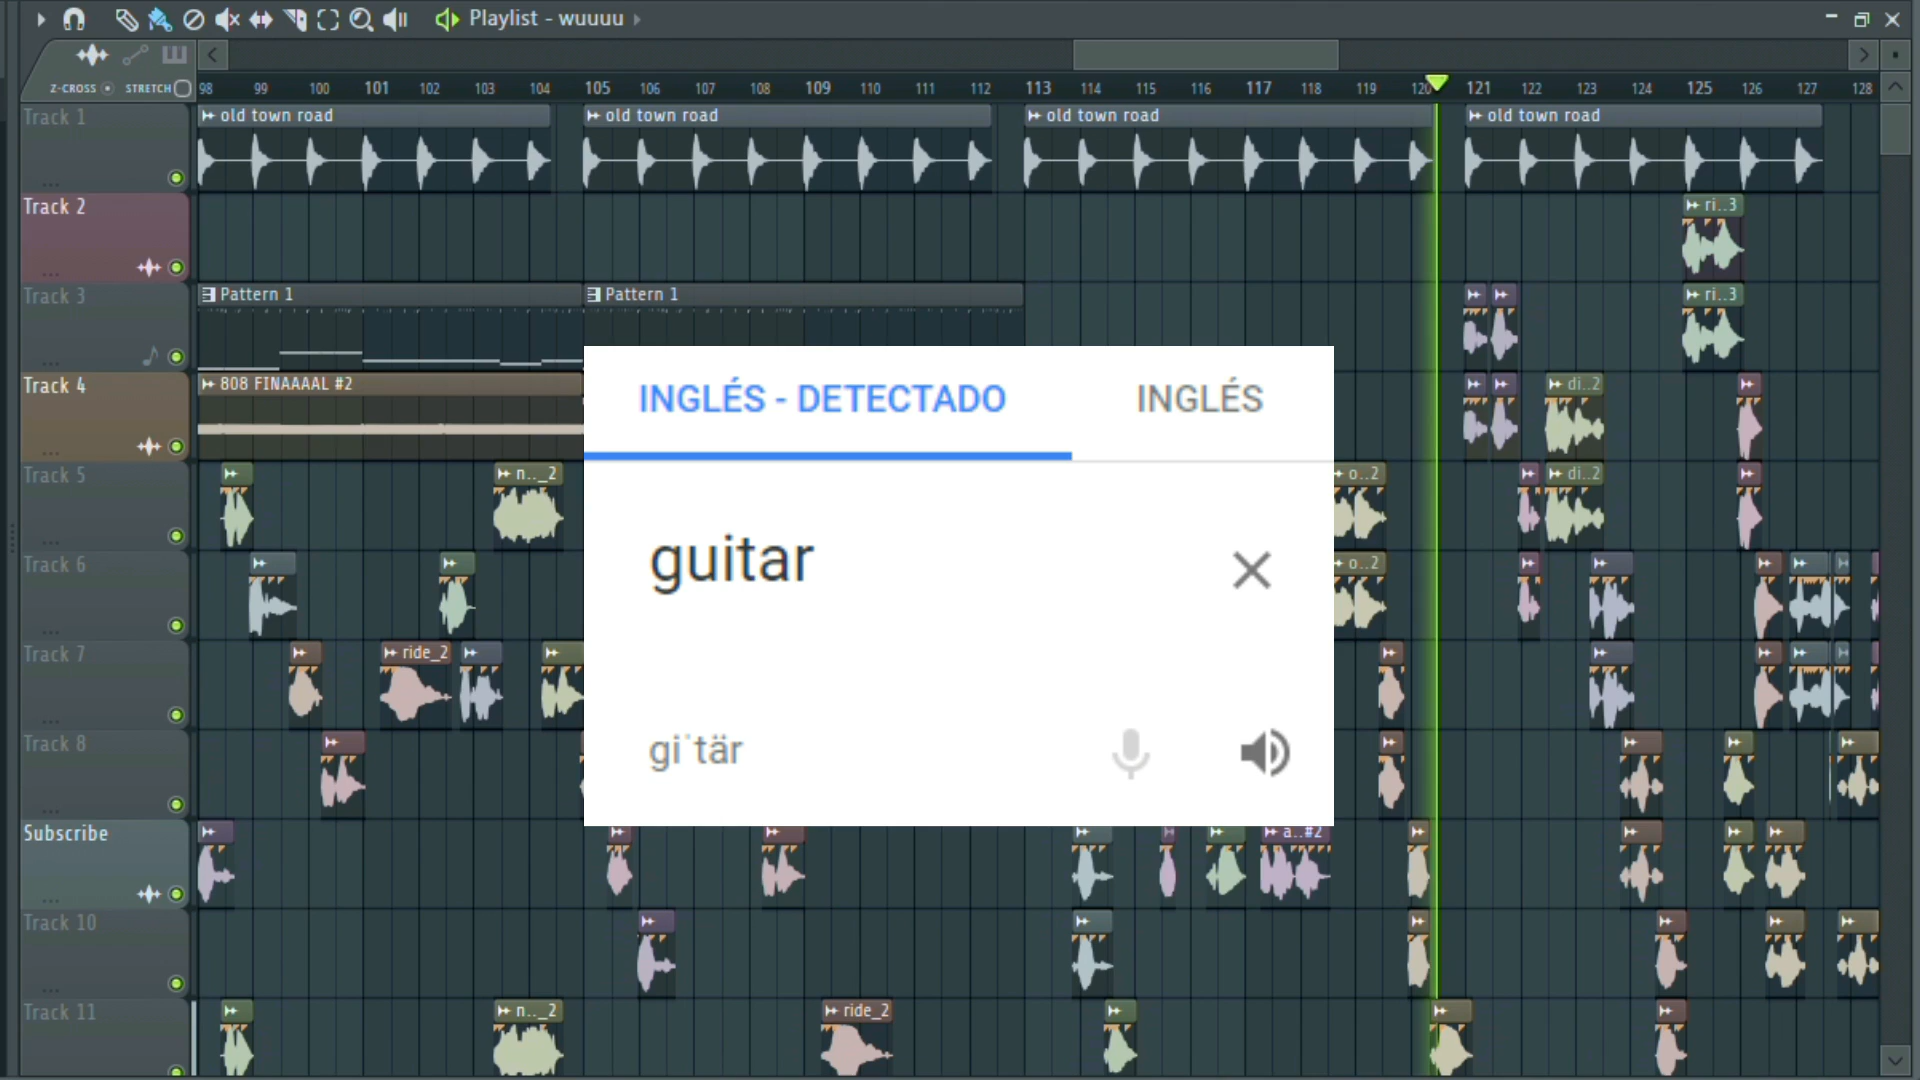 Playlist - wuuuu
Z-CROSS STRETCH
98 99 100 101 102 103 104 105 106 107 108 109 110 111 112 113 114 115 116 117 118 119 120 121 122 123 124 125 126 127 128
Track 1
old town road old town road old town road old town road
Track 2
ri..3
Track 3
Pattern 1 Pattern 1 ri..3
Track 4
808 FINAAAAL #2 di..2
INGLÉS - DETECTADO INGLÉS
Track 5
n.._2 o..2 di..2
guitar
Track 6
o..2
Track 7
ride_2
Track 8
gi ̍tär
Subscribe
a..#2
Track 10
Track 11
n.._2 ride_2